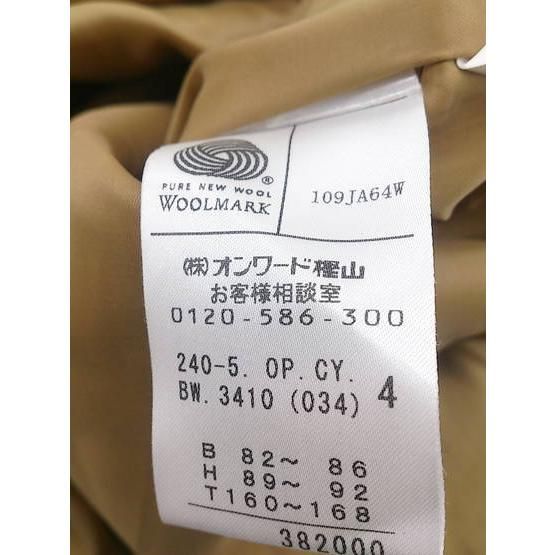 PURE NEW WOOL
WOOLMARK
®
109JA64W
(株)オンワード樫山
お客様相談室
0120-586-300
240-5. OP.CY.
BW.3410 (034) 4
B 82~ 86
H 89~ 92
T160~168
382000